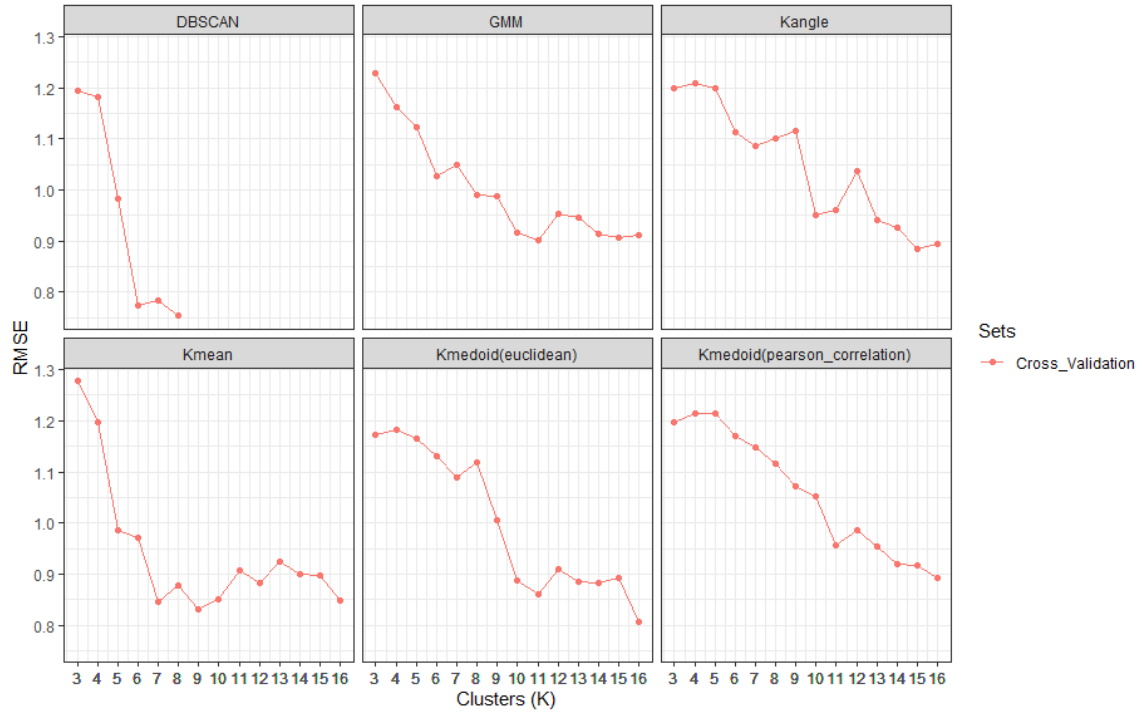 DBSCAN GMM Kangle
1.3
1.2
1.1
1.0
0.9
0.8
Kmean Kmedoid(euclidean) Kmedoid(pearson_correlation)
1.3
1.2
1.1
1.0
0.9
0.8
RMSE
3 4 5 6 7 8 9 10 11 12 13 14 15 16 3 4 5 6 7 8 9 10 11 12 13 14 15 16 3 4 5 6 7 8 9 10 11 12 13 14 15 16
Clusters (K)
Sets
Cross_Validation